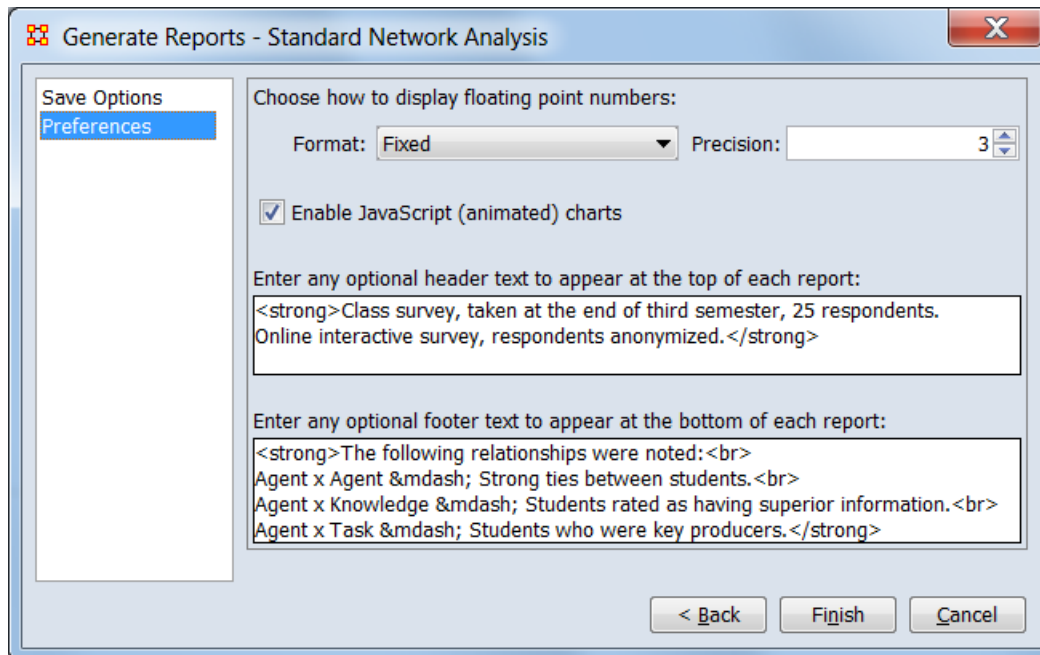 Generate Reports - Standard Network Analysis
Save Options
Preferences
Choose how to display floating point numbers:
Format: Fixed Precision: 3
Enable JavaScript (animated) charts
Enter any optional header text to appear at the top of each report:
<strong>Class survey, taken at the end of third semester, 25 respondents.
Online interactive survey, respondents anonymized.</strong>
Enter any optional footer text to appear at the bottom of each report:
<strong>The following relationships were noted:<br>
Agent x Agent &mdash; Strong ties between students.<br>
Agent x Knowledge &mdash; Students rated as having superior information.<br>
Agent x Task &mdash; Students who were key producers.</strong>
< Back Finish Cancel